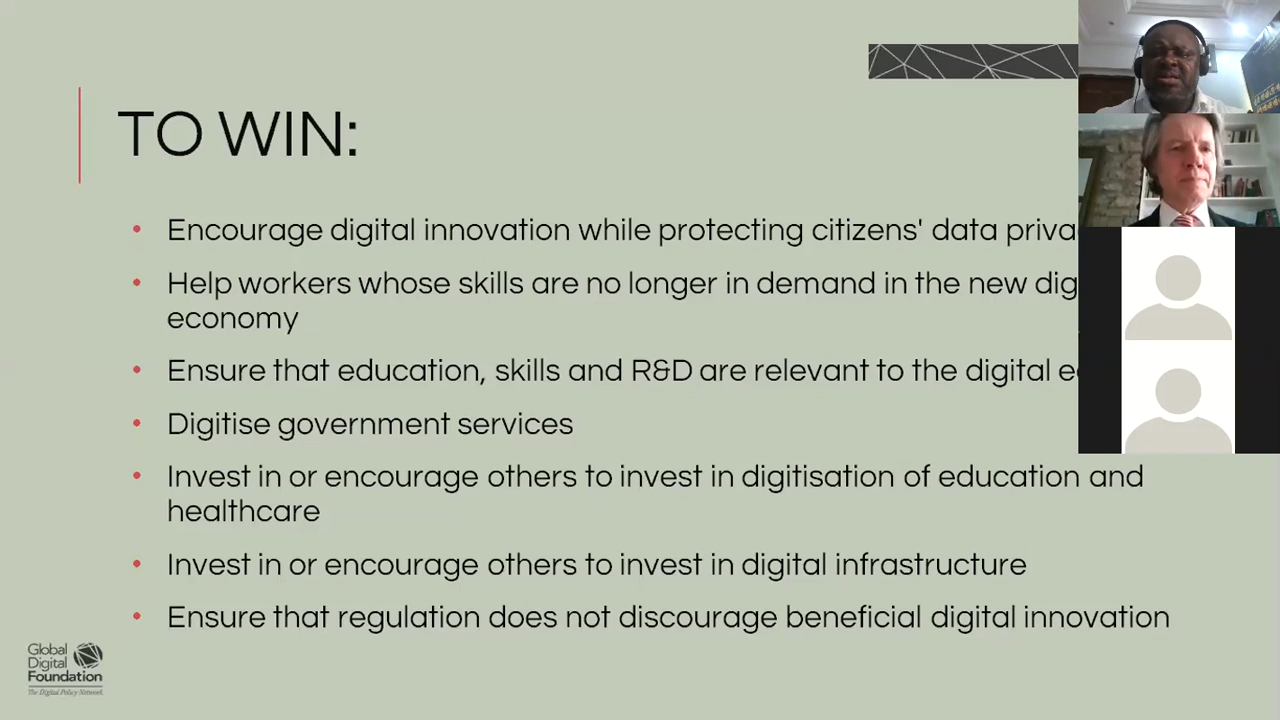 TO WIN:
• Encourage digital innovation while protecting citizens' data
• Help workers whose skills are no longer in demand in the new
economy
• Ensure that education, skills and R&D are relevant to the digital
• Digitise government services
• Invest in or encourage others to invest in digitisation of education and
healthcare
• Invest in or encourage others to invest in digital infrastructure
• Ensure that regulation does not discourage beneficial digital innovation
Global
Digital
Foundation
The Digital Policy Network